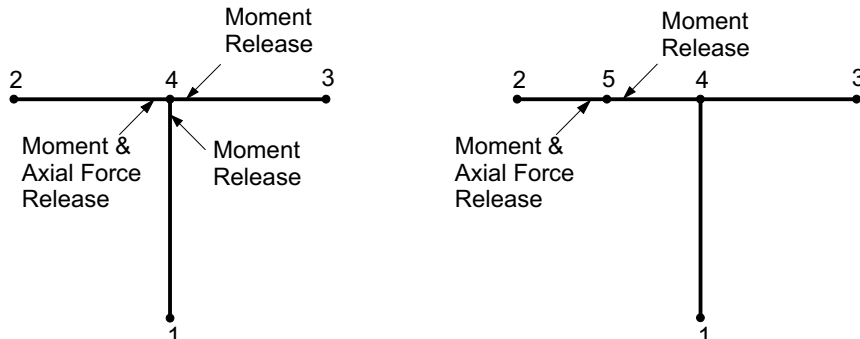 Moment
Release
2
4
3
Moment &
Axial Force
Release
Moment
Release
1
Moment
Release
2
5
4
3
Moment &
Axial Force
Release
1